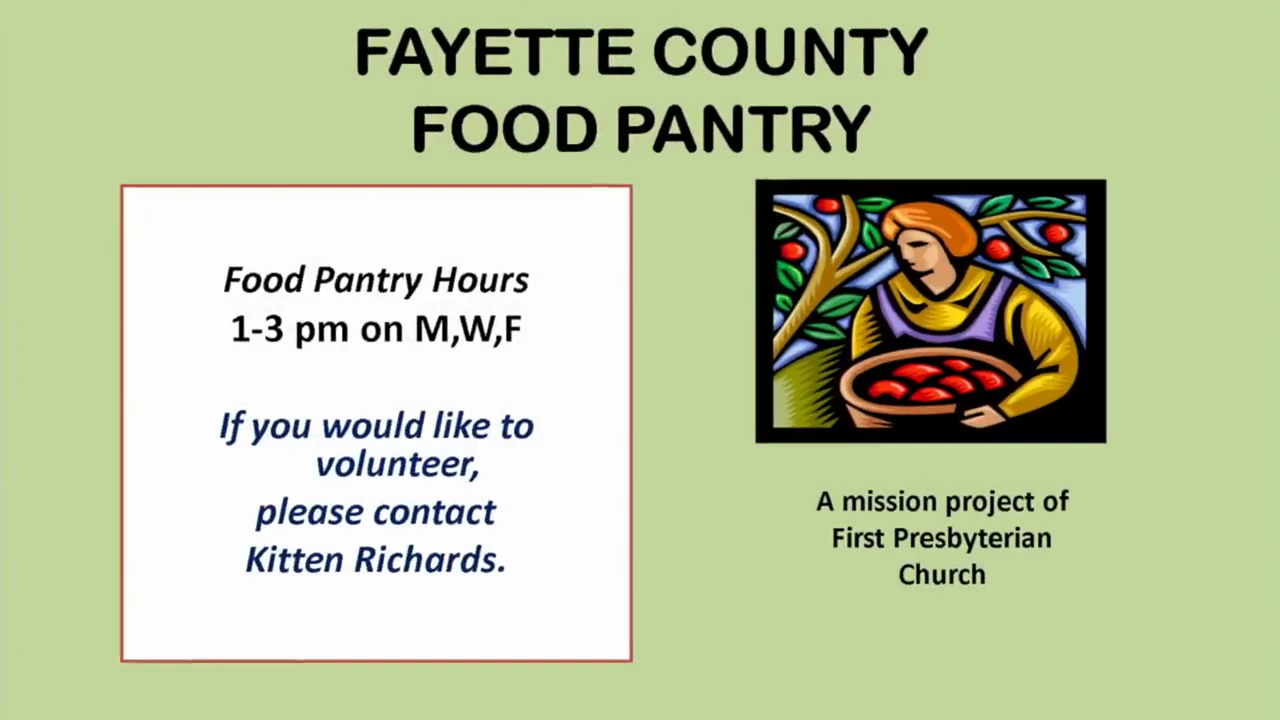 FAYETTE COUNTY
FOOD PANTRY
Food Pantry Hours
1-3 pm on M,W,F
If you would like to
volunteer,
please contact
Kitten Richards.
A mission project of
First Presbyterian
Church